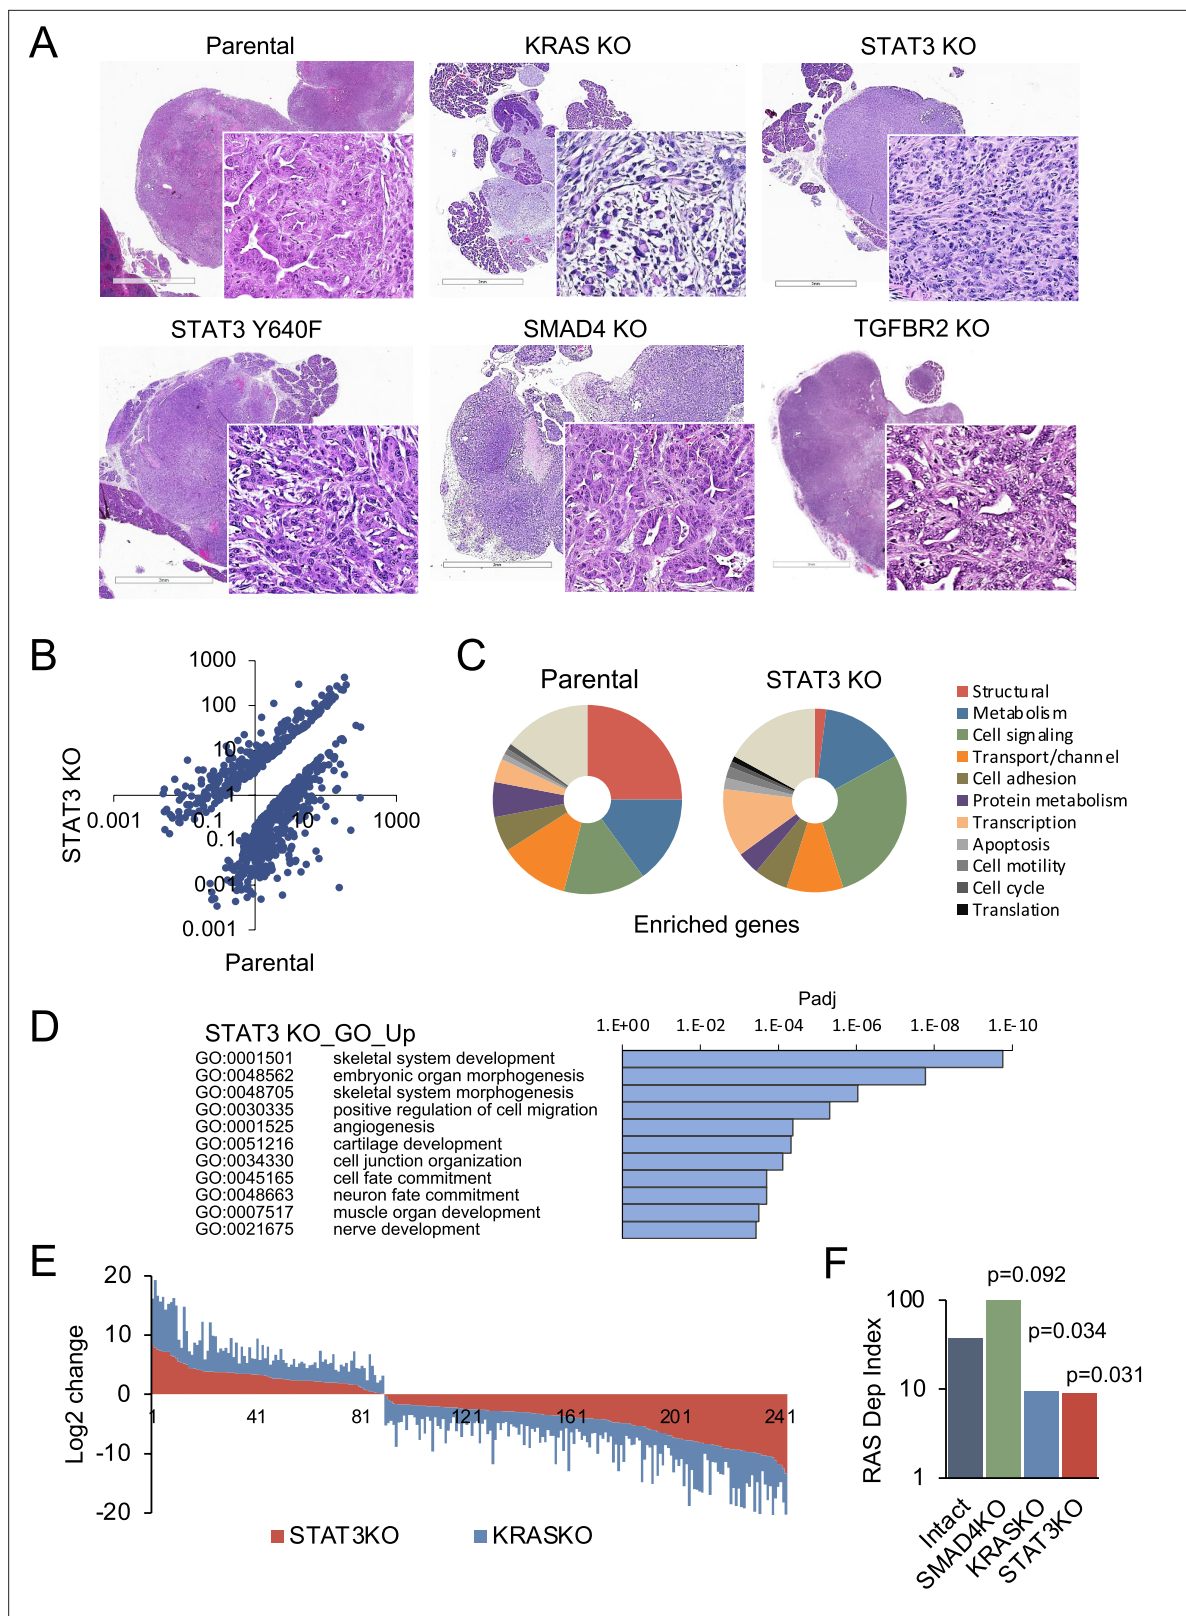 A
Parental
KRAS KO
STAT3 KO
2mm
2mm
2mm
STAT3 Y640F
SMAD4 KO
TGFBR2 KO
2mm
2mm
2mm
B
STAT3 KO
1000
100
10
1
0.1
0.01
0.001
0.001
0.1
10
1000
Parental
C
Parental
STAT3 KO
Enriched genes
Structural
Metabolism
Cell signaling
Transport/channel
Cell adhesion
Protein metabolism
Transcription
Apoptosis
Cell motility
Cell cycle
Translation
D
STAT3 KO_GO_Up
Padj
1.E+00 1.E-02 1.E-04 1.E-06 1.E-08 1.E-10
GO:0001501 skeletal system development
GO:0048562 embryonic organ morphogenesis
GO:0048705 skeletal system morphogenesis
GO:0030335 positive regulation of cell migration
GO:0001525 angiogenesis
GO:0051216 cartilage development
GO:0034330 cell junction organization
GO:0045165 cell fate commitment
GO:0048663 neuron fate commitment
GO:0007517 muscle organ development
GO:0021675 nerve development
E
Log2 change
20
10
0
-10
-20
1 41 81 121 161 201 241
STAT3KO KRASKO
F
RAS Dep Index
100
10
1
p=0.092
p=0.034
p=0.031
Intact
SMAD4KO
KRASKO
STAT3KO